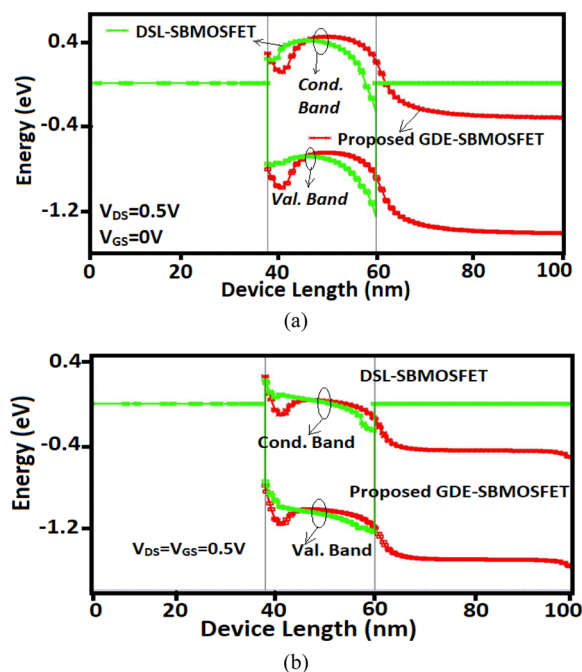 DSL-SBMOSFET
0.4
Cond.
Band
-0.4
Proposed GDE-SBMOSFET
Val. Band
-1.2
VDS=0.5V
VGS=0V
0 20 40 60 80 100
Device Length (nm)
Energy (eV)
(a)
0.4
DSL-SBMOSFET
Cond. Band
-0.4
Proposed GDE-SBMOSFET
-1.2
VDS=VGS=0.5V
Val. Band
0 20 40 60 80 100
Device Length (nm)
Energy (eV)
(b)